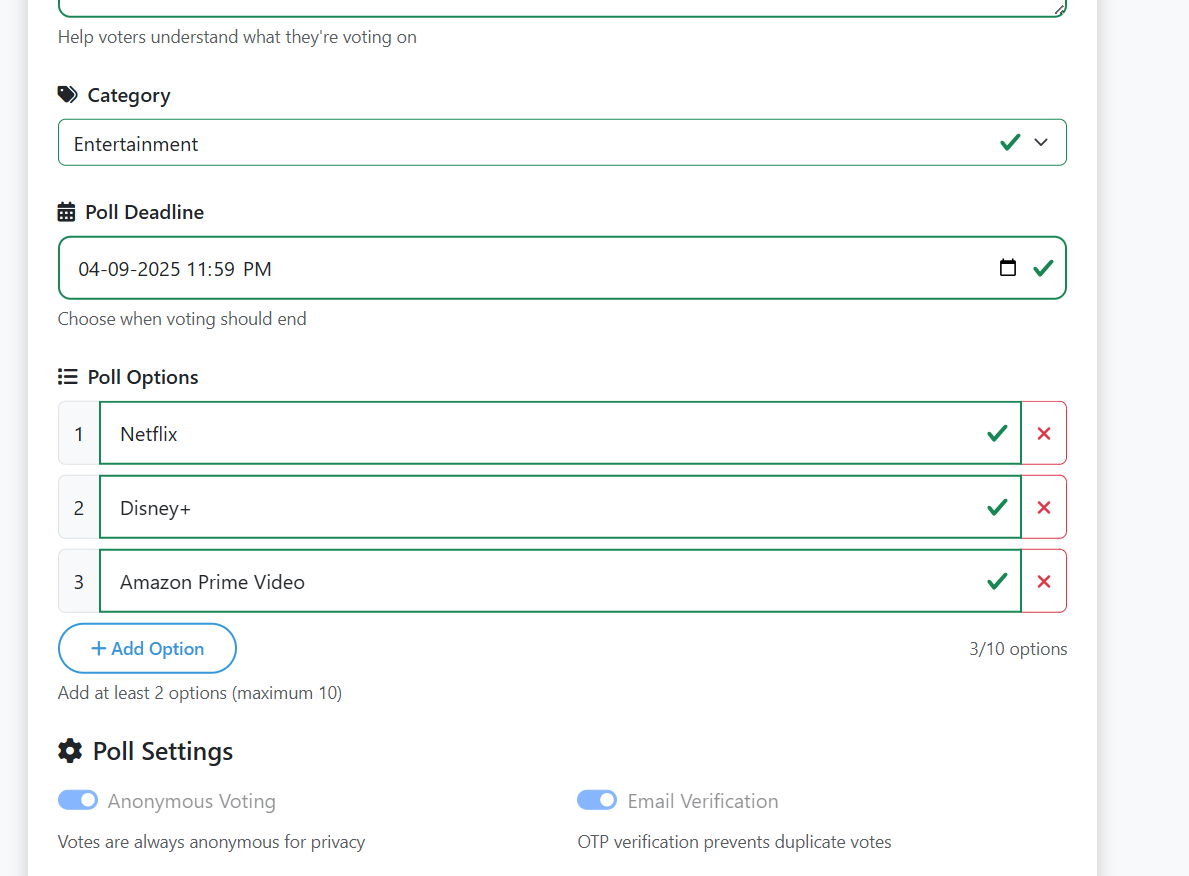 Help voters understand what they're voting on
Category
Entertainment
Poll Deadline
04-09-2025 11:59 PM
Choose when voting should end
Poll Options
1 Netflix
2 Disney+
3 Amazon Prime Video
+ Add Option 3/10 options
Add at least 2 options (maximum 10)
Poll Settings
Anonymous Voting Email Verification
Votes are always anonymous for privacy OTP verification prevents duplicate votes